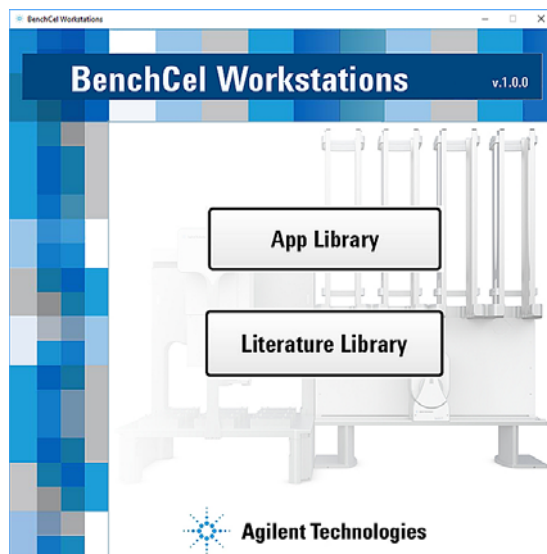 BenchCel Workstations
BenchCel Workstations v.1.0.0
App Library
Literature Library
Agilent Technologies